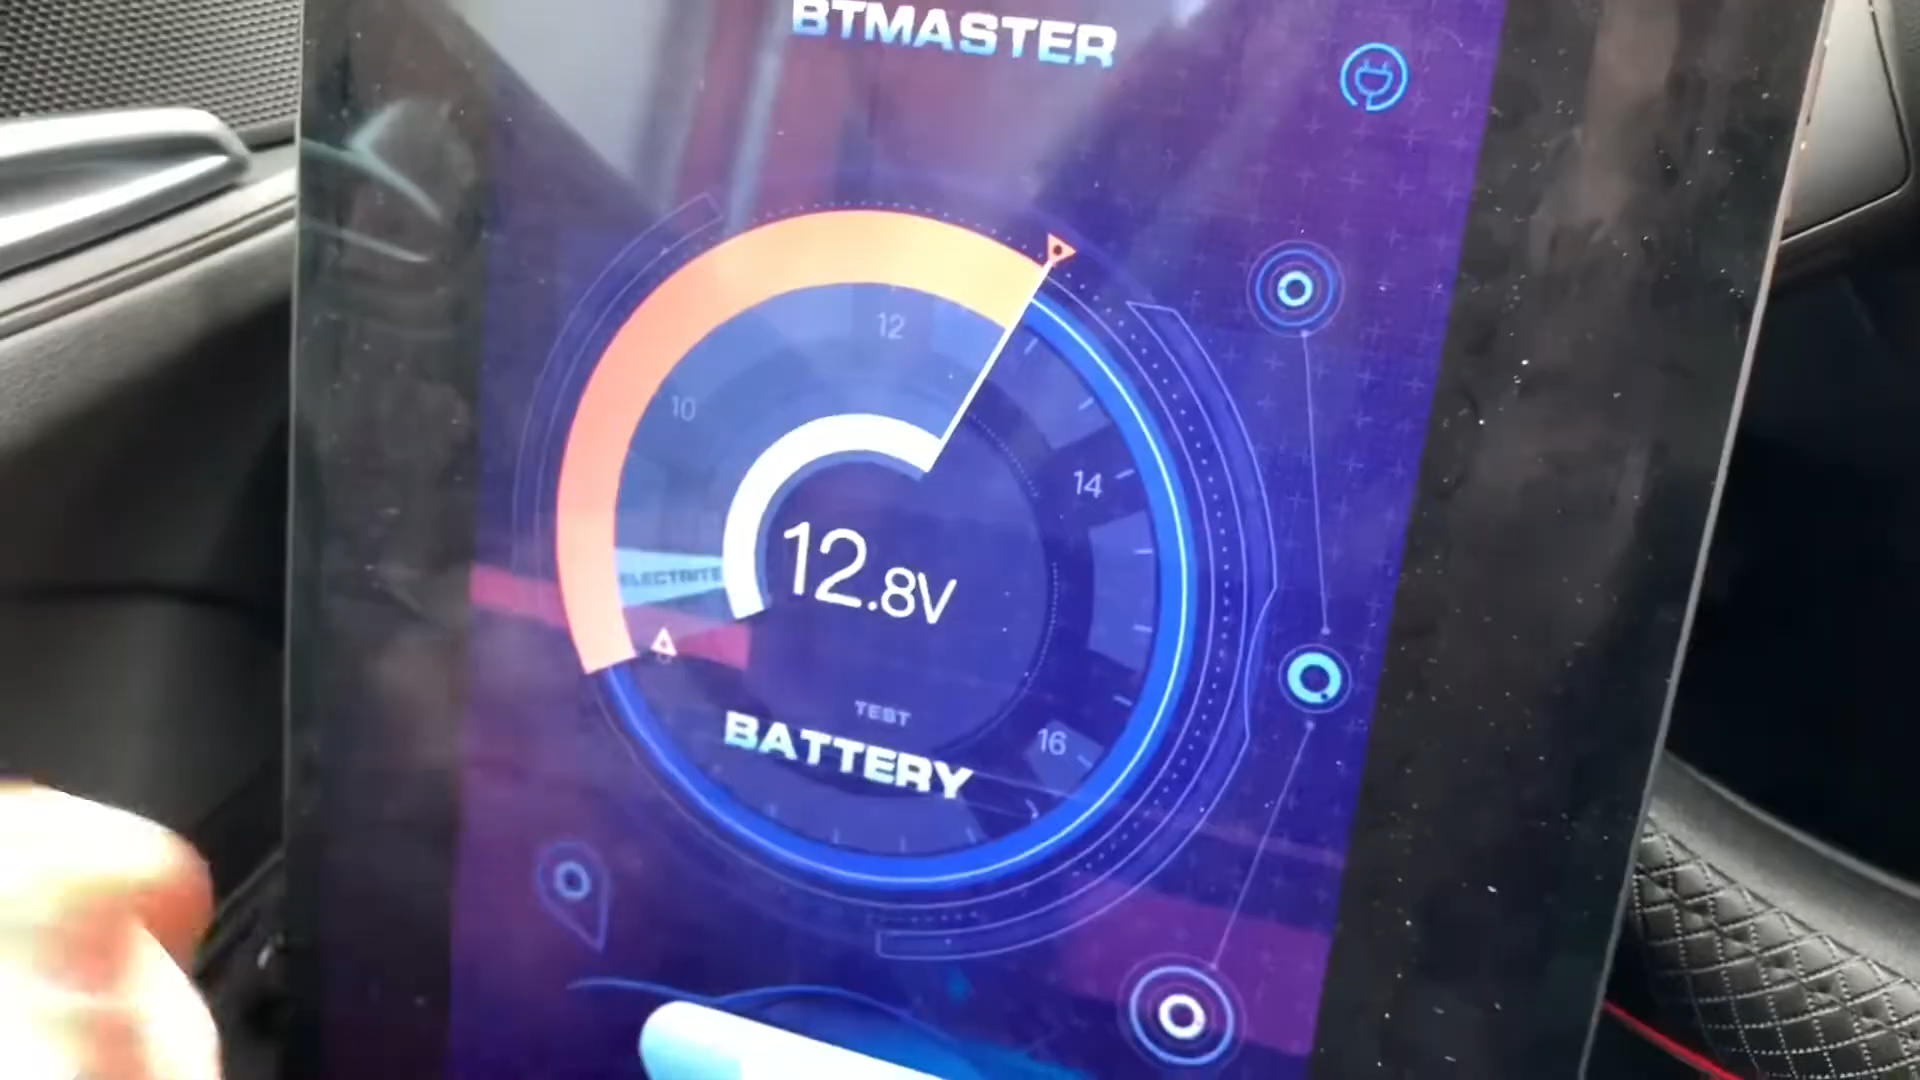 BTMASTER
12
10
14
ELECTRITE
12.8V
TEST
BATTERY
16